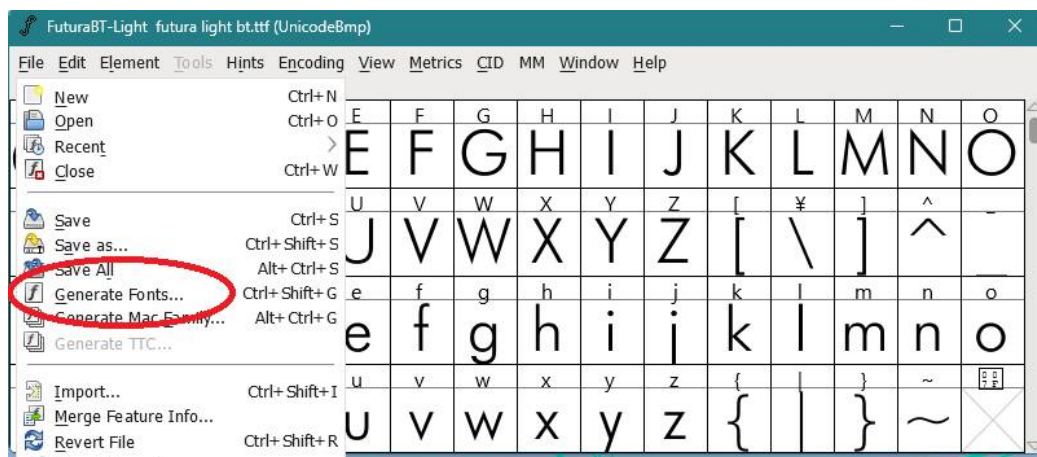 FuturaBT-Light  futura light bt.ttf (UnicodeBmp)
File Edit Element Tools Hints Encoding View Metrics CID MM Window Help
New Ctrl+N
Open Ctrl+O
Recent >
Close Ctrl+W
Save Ctrl+S
Save as... Ctrl+Shift+S
Save All Alt+Ctrl+S
Generate Fonts... Ctrl+Shift+G
Generate Mac Family... Alt+Ctrl+G
Generate TTC...
Import... Ctrl+Shift+I
Merge Feature Info...
Revert File Ctrl+Shift+R
E F G H I J K L M N O
E F G H I J K L M N O
U V W X Y Z [ ¥ ] ^ _
U V W X Y Z [ \ ] ^ _
e f g h i j k l m n o
e f g h i j k l m n o
u v w x y z { | } ~
u v w x y z { | } ~